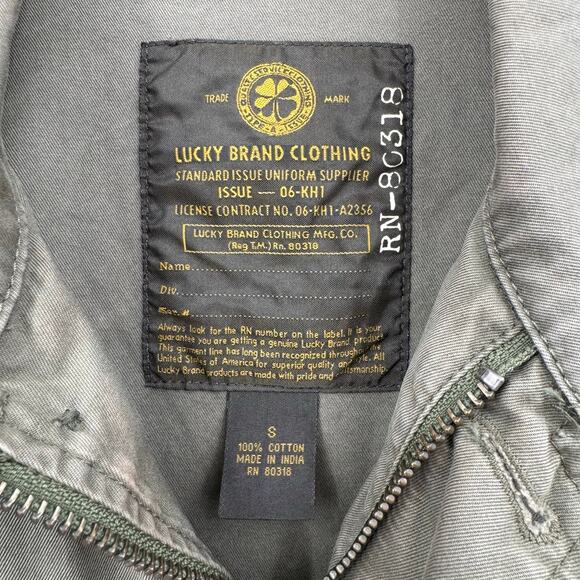 TRADE MARK
LUCKY BRAND CLOTHING
STANDARD ISSUE UNIFORM SUPPLIER
ISSUE — 06-KH1
LICENSE CONTRACT NO. 06-KH1-A2356
LUCKY BRAND CLOTHING MFG. CO.
(Reg T.M.) Rn. 80318
Name
Div.
Ser. #
Always look for the RN number on the label. It is your
guarantee you are getting a genuine Lucky Brand product
This garment line has long been recognized throughout the
United States of America for superior quality and style. All
Lucky Brand products are made with pride and
RN-80318
S
100% COTTON
MADE IN INDIA
RN 80318